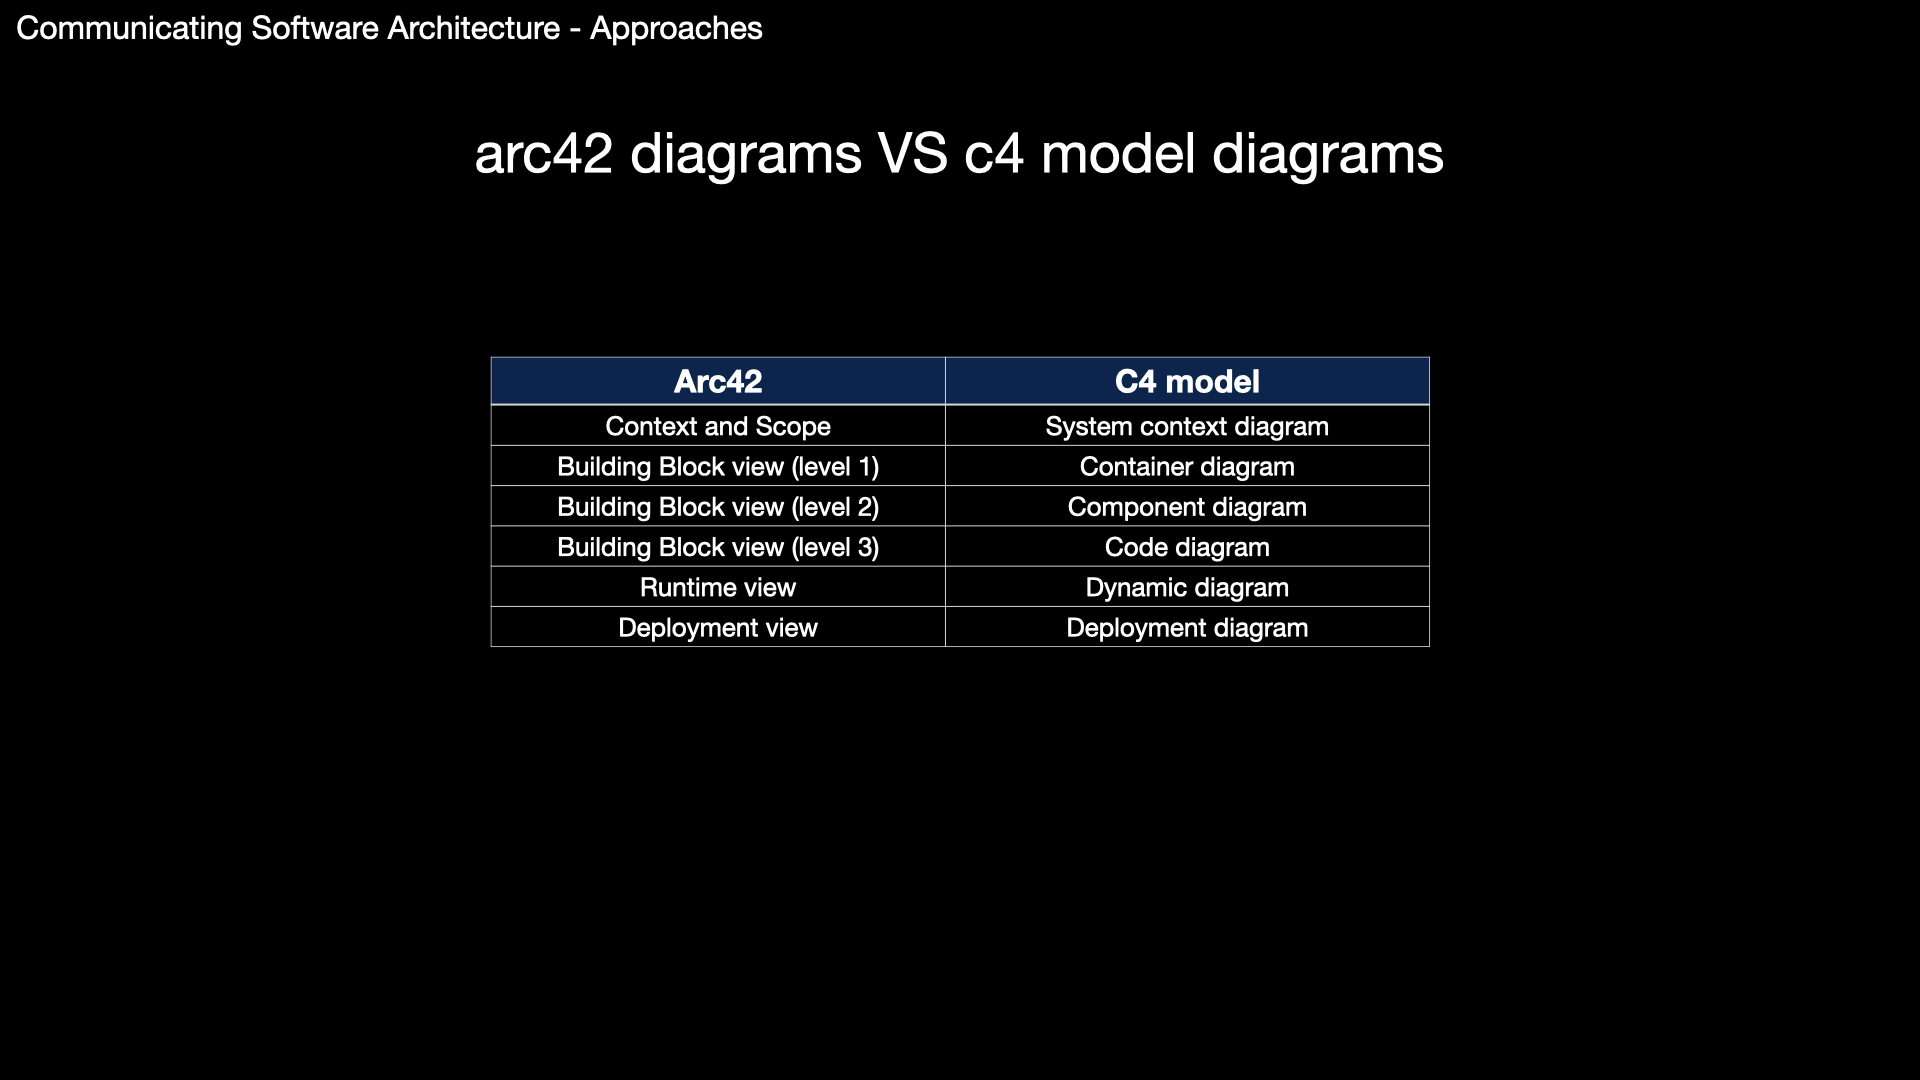 Communicating Software Architecture - Approaches
arc42 diagrams VS c4 model diagrams
Arc42 C4 model
Context and Scope System context diagram
Building Block view (level 1) Container diagram
Building Block view (level 2) Component diagram
Building Block view (level 3) Code diagram
Runtime view Dynamic diagram
Deployment view Deployment diagram